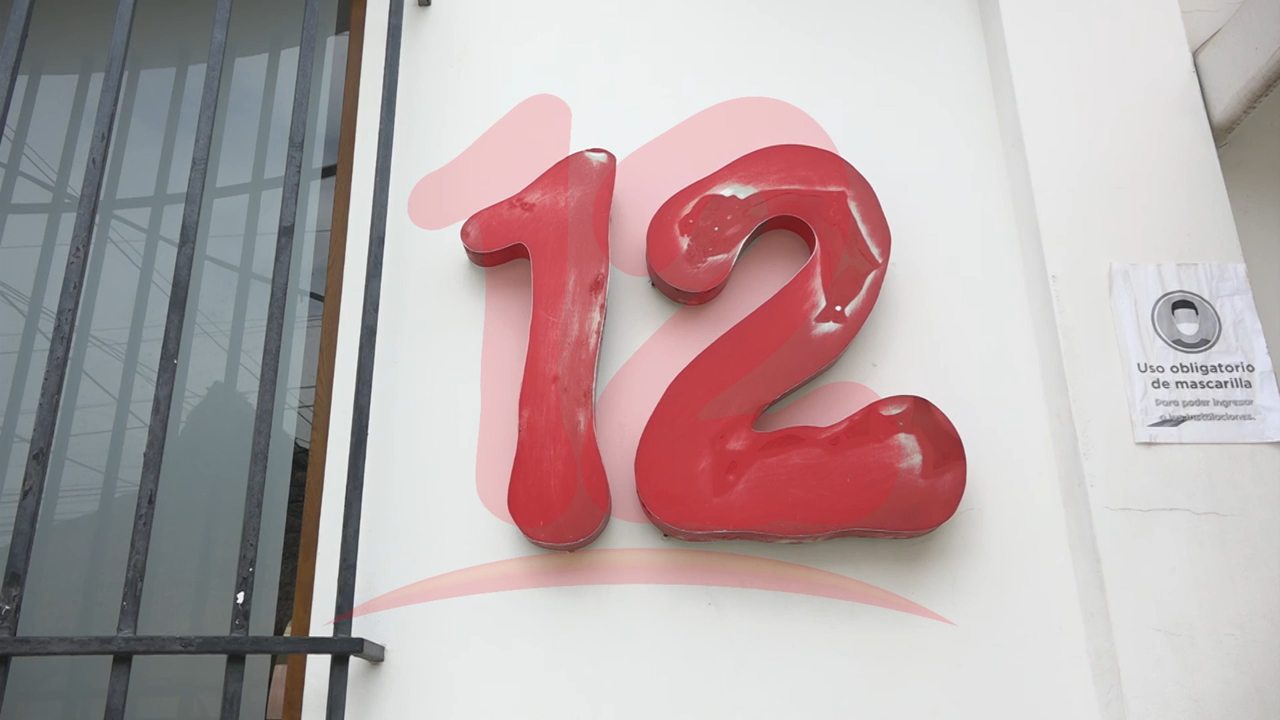 12
Uso obligatorio
de mascarilla
Para poder ingresar
a las instalaciones.